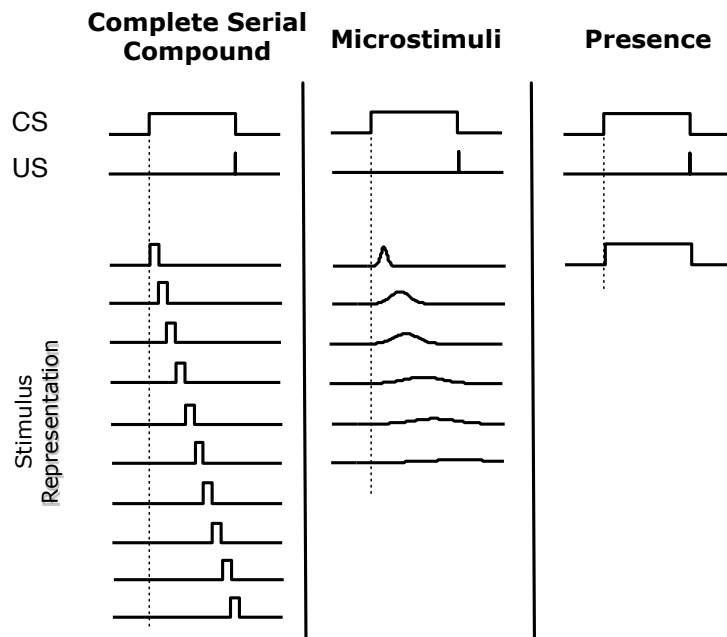 Complete Serial
Compound
Microstimuli
Presence
CS
US
Stimulus
Representation